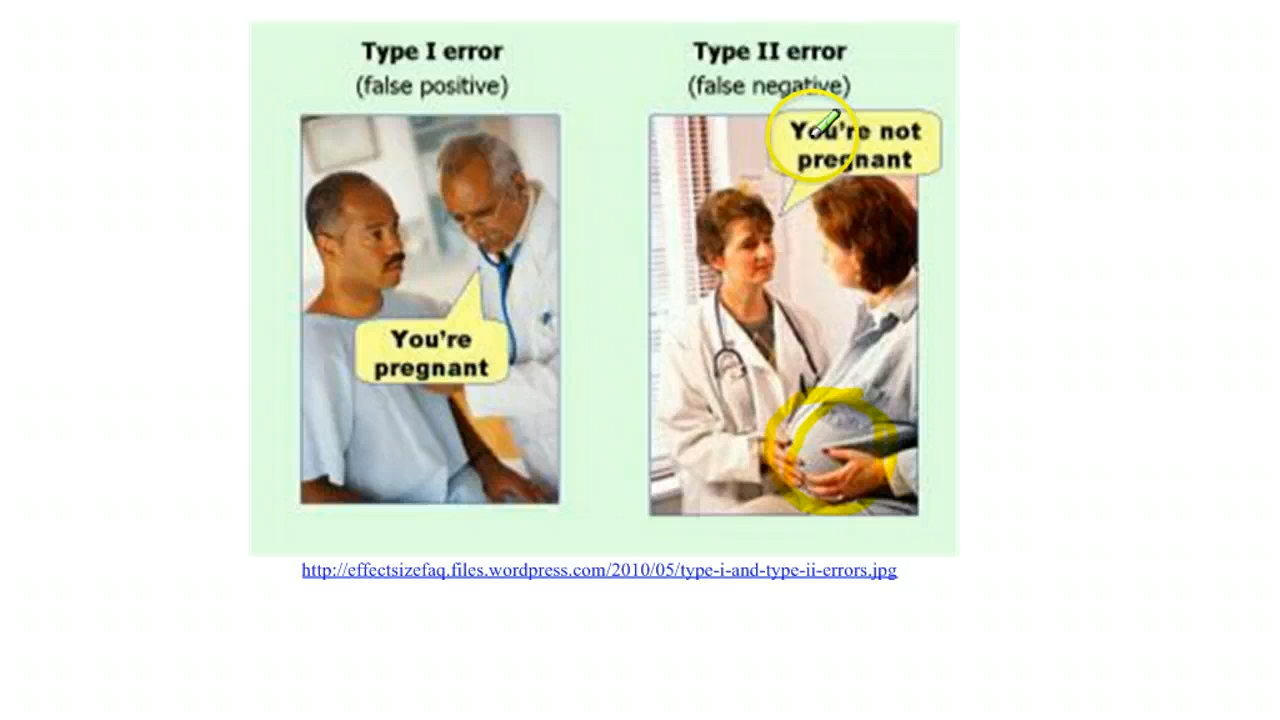 Type I error
(false positive)
You're
pregnant
Type II error
(false negative)
You're not
pregnant
http://effectsizefaq.files.wordpress.com/2010/05/type-i-and-type-ii-errors.jpg